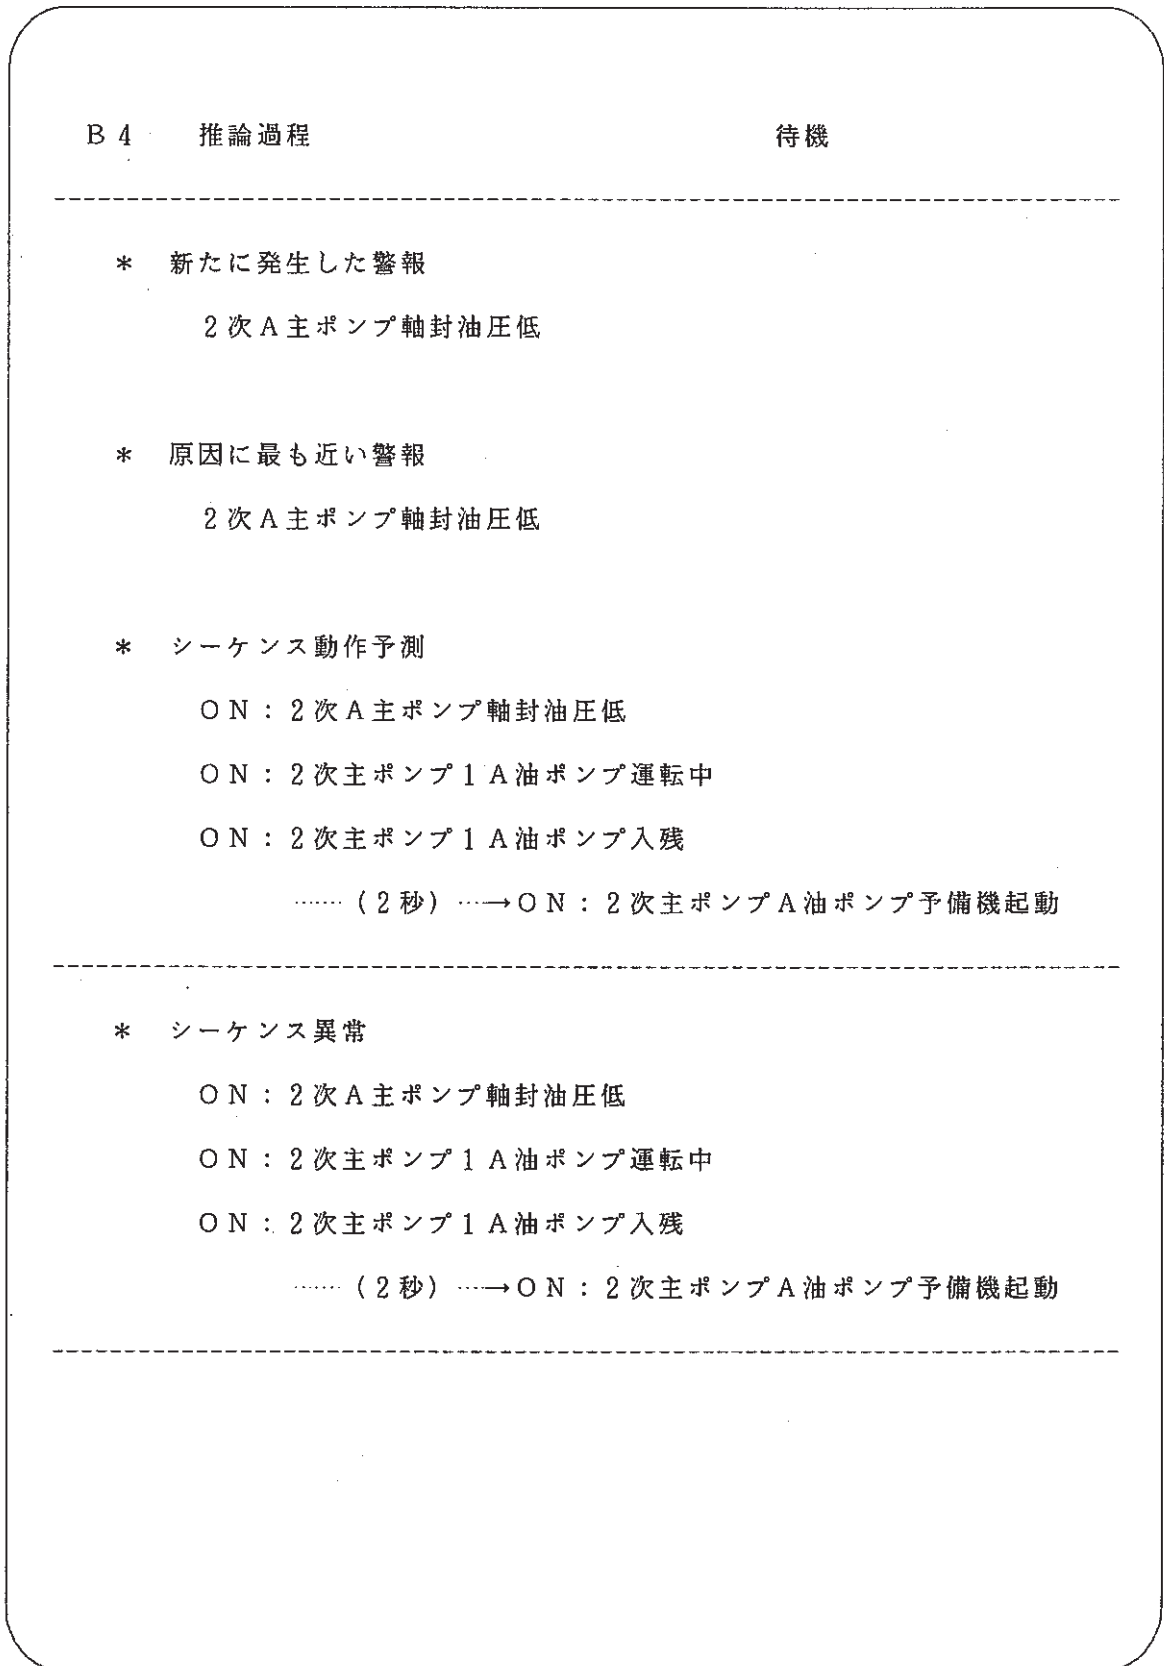 B4 推論過程 待機
* 新たに発生した警報
2次A主ポンプ軸封油圧低
* 原因に最も近い警報
2次A主ポンプ軸封油圧低
* シーケンス動作予測
ON：2次A主ポンプ軸封油圧低
ON：2次主ポンプ1A油ポンプ運転中
ON：2次主ポンプ1A油ポンプ入残
……（2秒）…→ON：2次主ポンプA油ポンプ予備機起動
* シーケンス異常
ON：2次A主ポンプ軸封油圧低
ON：2次主ポンプ1A油ポンプ運転中
ON：2次主ポンプ1A油ポンプ入残
……（2秒）…→ON：2次主ポンプA油ポンプ予備機起動